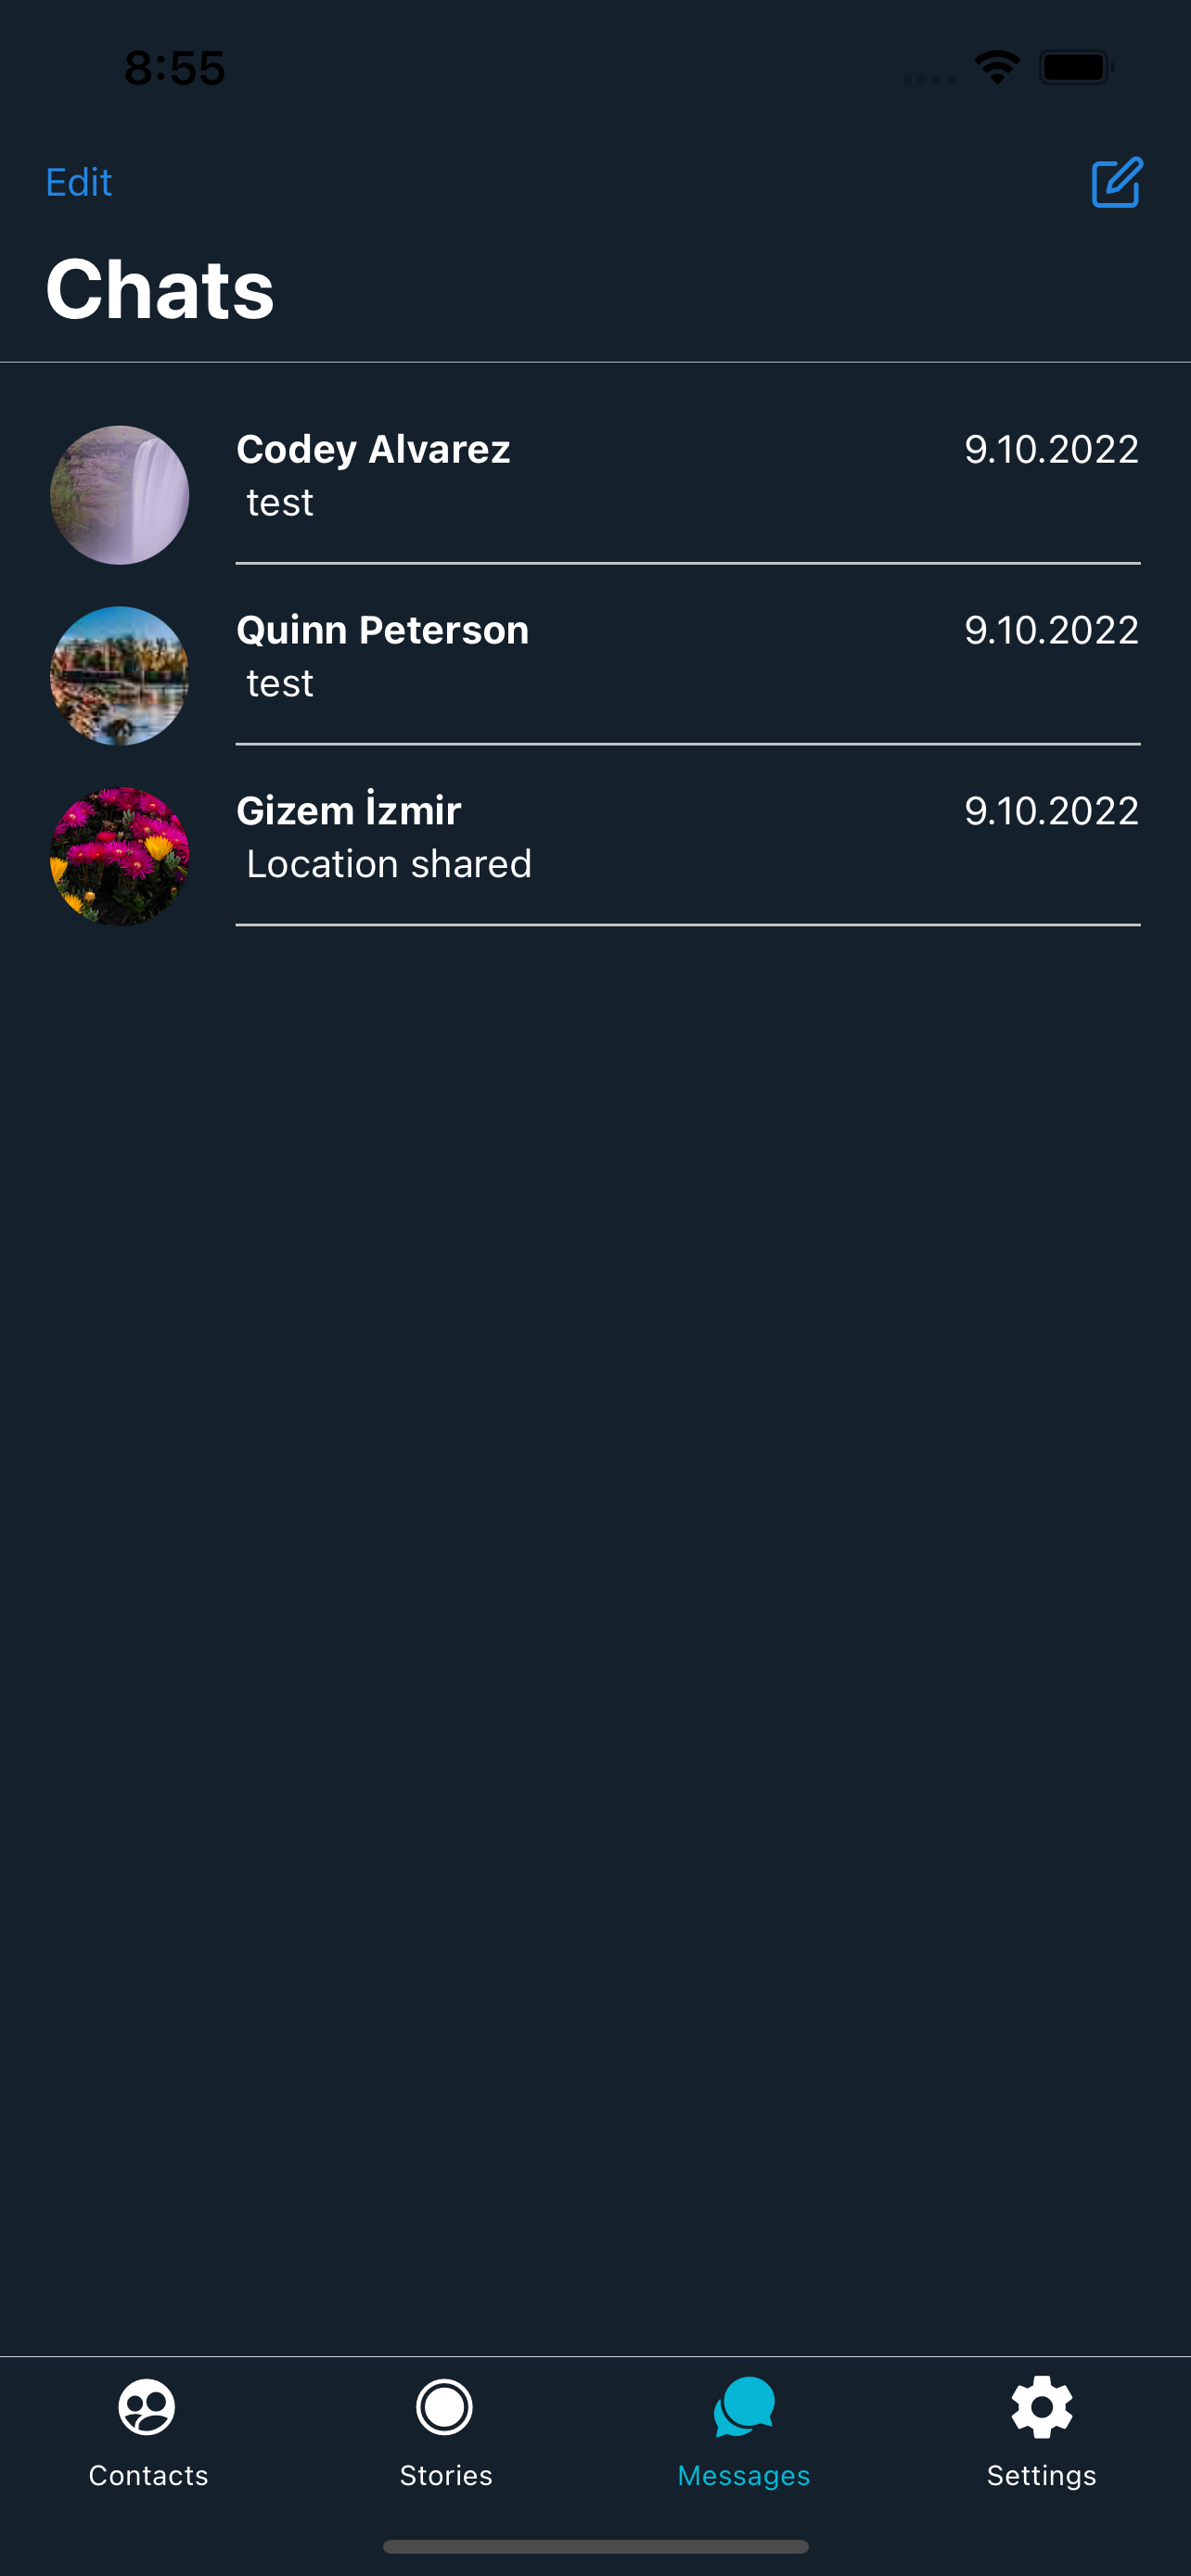 8:55
Edit
Chats
Codey Alvarez 9.10.2022
test
Quinn Peterson 9.10.2022
test
Gizem İzmir 9.10.2022
Location shared
Contacts Stories Messages Settings